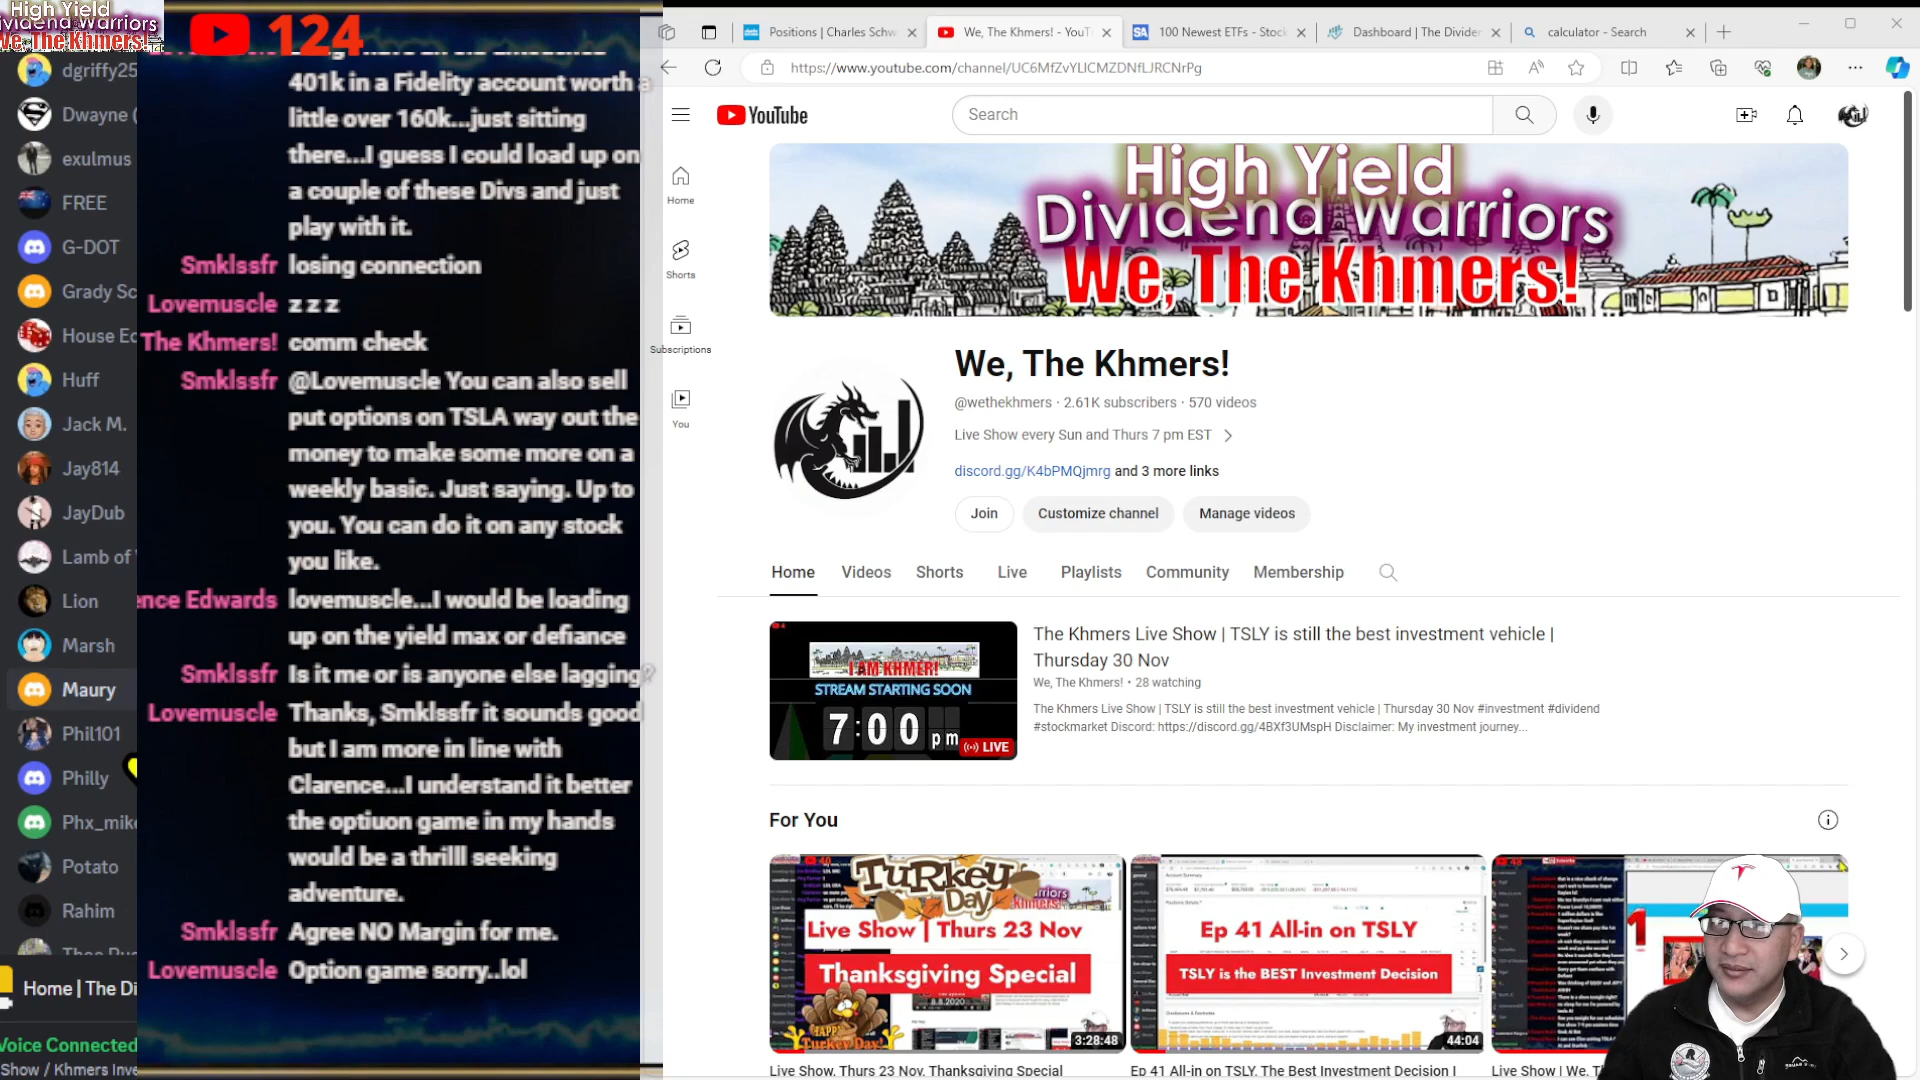 High Yield
Dividend Warriors
We, The Khmers!
124
dgriffy25
Dwayne (
exulmus
FREE
G-DOT
Grady Sc
House Ec
Huff
Jack M.
Jay814
JayDub
Lamb of
Lion
Marsh
Maury
Phil101
Philly
Phx_mike
Potato
Rahim
Home | The Di
Voice Connected
Show / Khmers Inve
401k in a Fidelity account worth a
little over 160k...just sitting
there...I guess I could load up on
a couple of these Divs and just
play with it.
Smklssfr losing connection
Lovemuscle z z z
The Khmers! comm check
Smklssfr @Lovemuscle You can also sell
put options on TSLA way out the
money to make some more on a
weekly basic. Just saying. Up to
you. You can do it on any stock
you like.
ence Edwards lovemuscle...I would be loading
up on the yield max or defiance
Smklssfr Is it me or is anyone else lagging?
Lovemuscle Thanks, Smklssfr it sounds good
but I am more in line with
Clarence...I understand it better
the optiuon game in my hands
would be a thrilll seeking
adventure.
Smklssfr Agree NO Margin for me.
Lovemuscle Option game sorry..lol
Positions | Charles Schw
We, The Khmers! - YouT
SA 100 Newest ETFs - Stoc
Dashboard | The Divider
calculator - Search
https://www.youtube.com/channel/UC6MfZvYLlCMZDNfLJRCNrPg
YouTube
Search
Home
Shorts
Subscriptions
You
High Yield
Dividend Warriors
We, The Khmers!
We, The Khmers!
@wethekhmers · 2.61K subscribers · 570 videos
Live Show every Sun and Thurs 7 pm EST
discord.gg/K4bPMQjmrg and 3 more links
Join Customize channel Manage videos
Home Videos Shorts Live Playlists Community Membership
I AM KHMER!
STREAM STARTING SOON
7:00 pm
LIVE
The Khmers Live Show | TSLY is still the best investment vehicle |
Thursday 30 Nov
We, The Khmers! • 28 watching
The Khmers Live Show | TSLY is still the best investment vehicle | Thursday 30 Nov #investment #dividend
#stockmarket Discord: https://discord.gg/4BXf3UMspH Disclaimer: My investment journey...
For You
Turkey
Day
Live Show | Thurs 23 Nov
Thanksgiving Special
HAPPY
Turkey Day!
3:28:48
Ep 41 All-in on TSLY
TSLY is the BEST Investment Decision
44:04
Live Show, Thurs 23 Nov, Thanksgiving Special
Ep 41 All-in on TSLY, The Best Investment Decision |
Live Show | We, T